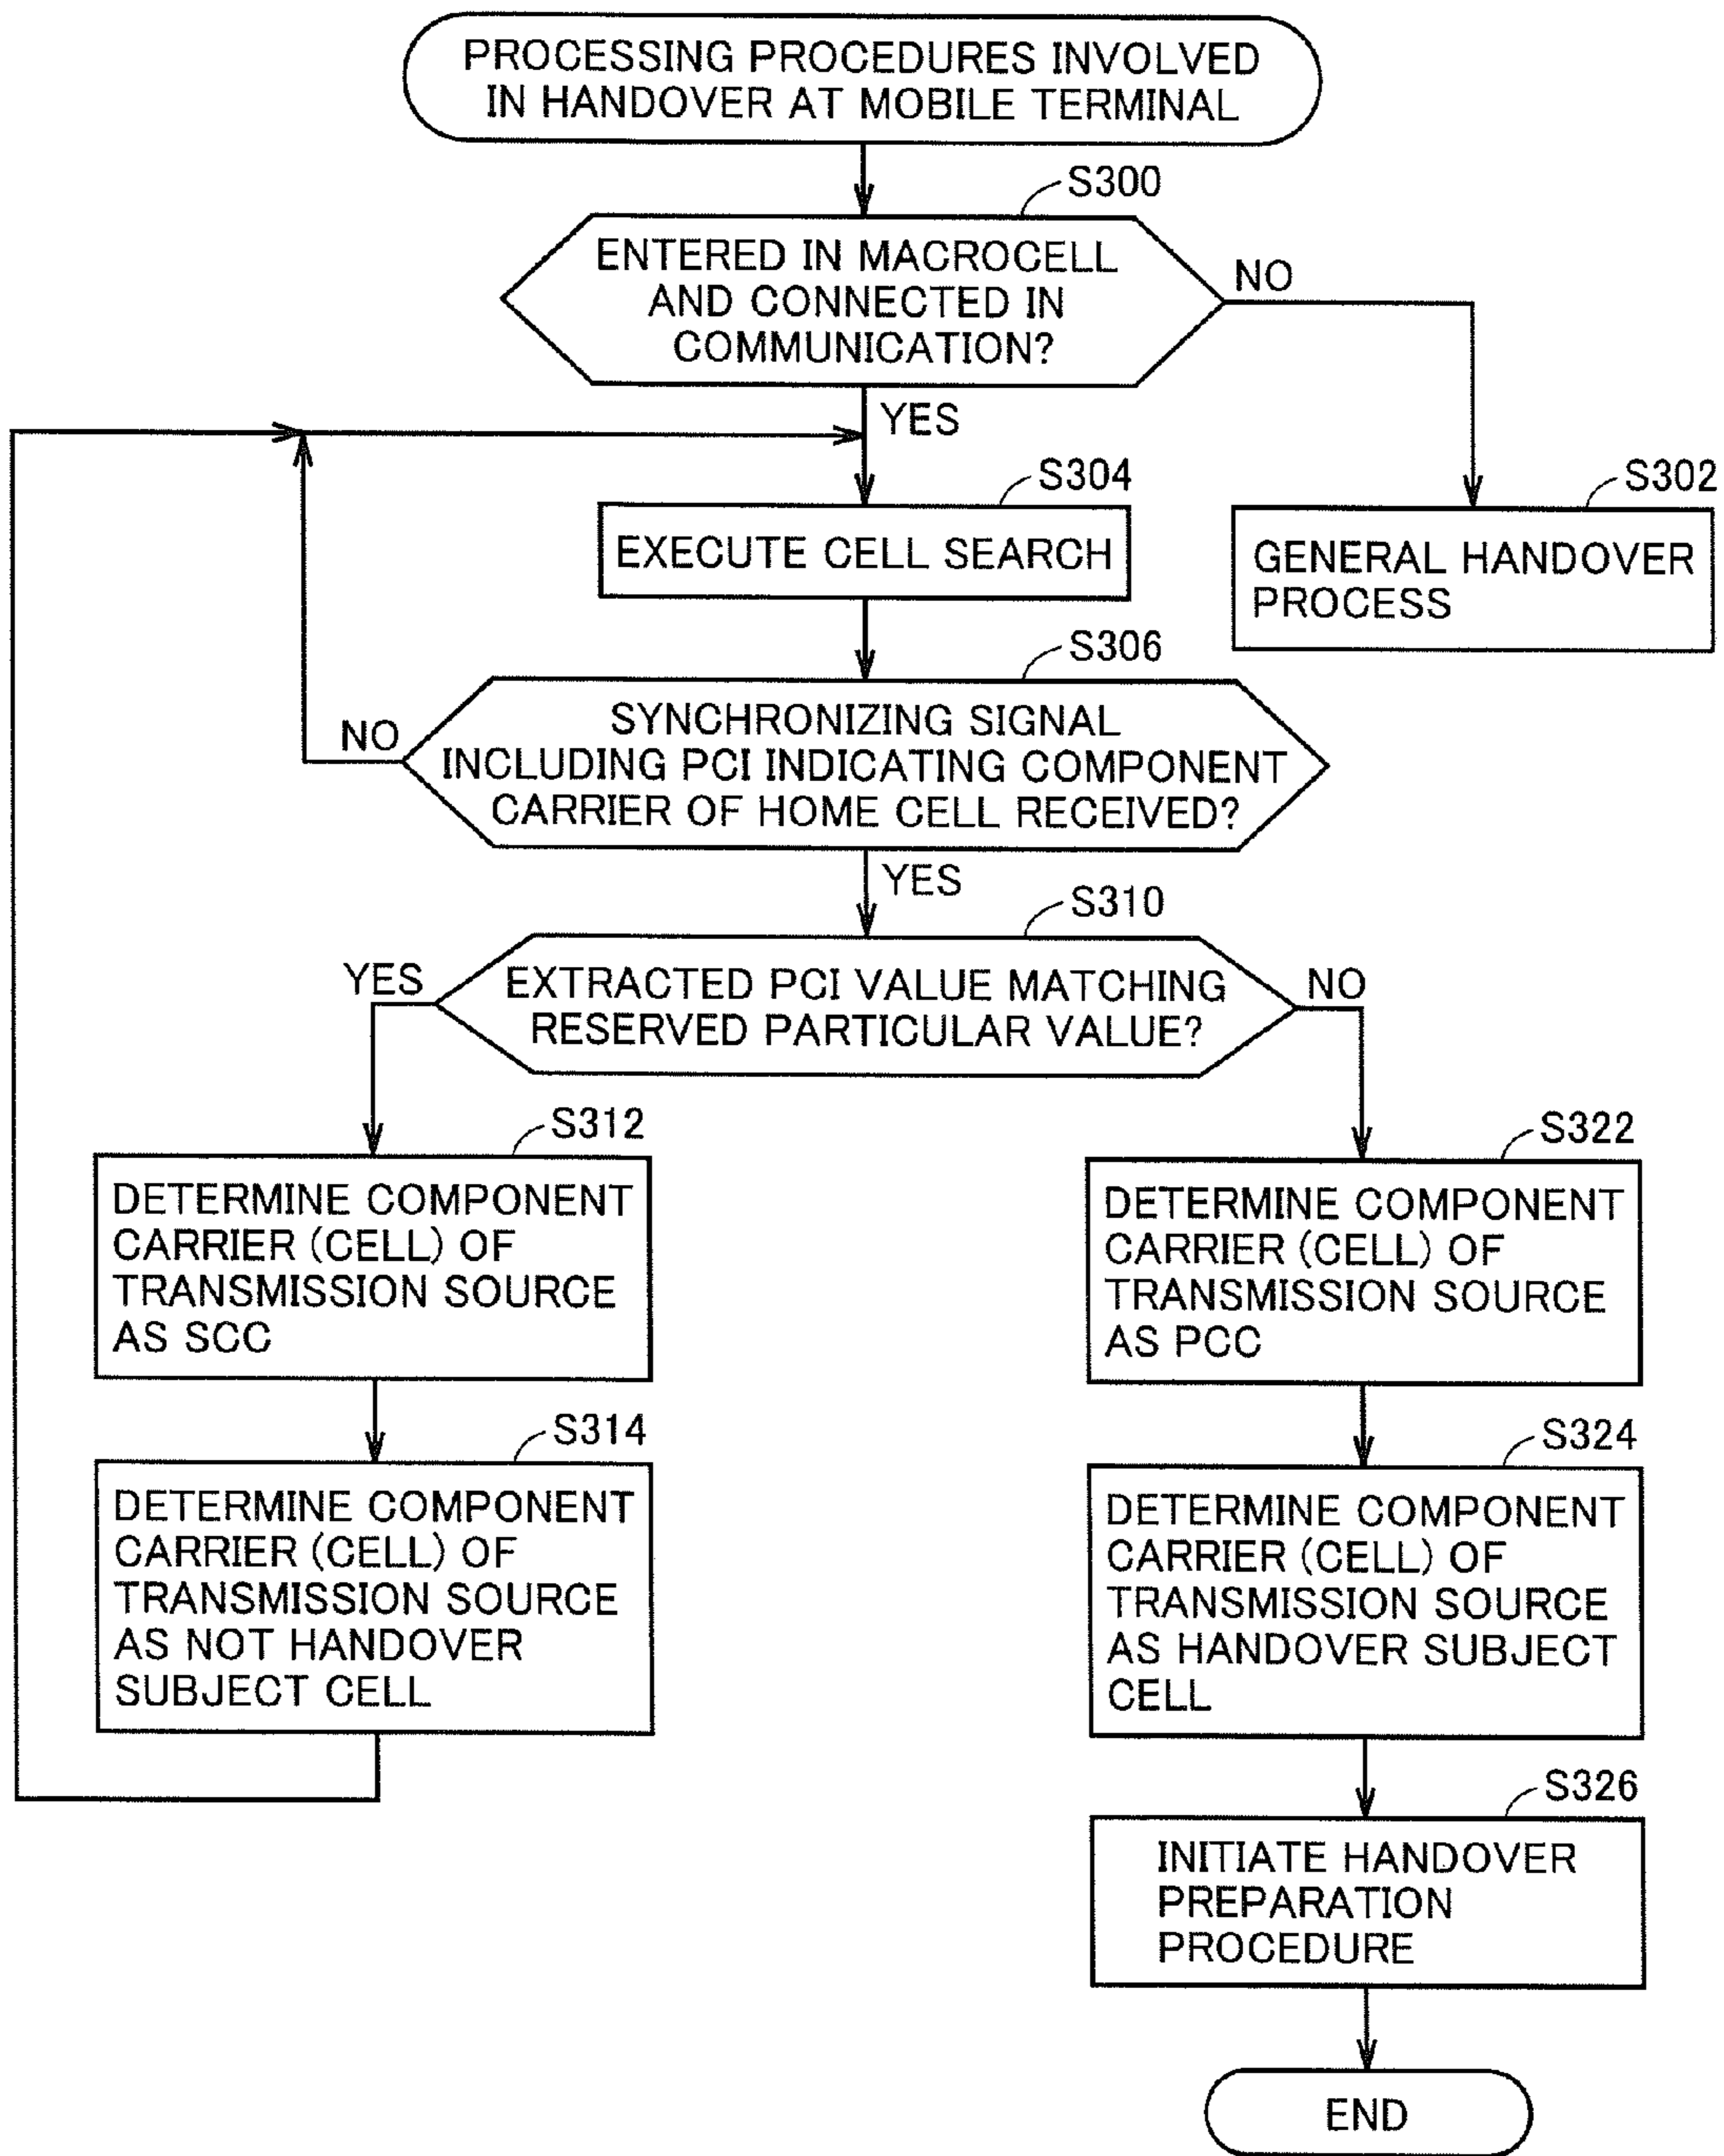 PROCESSING PROCEDURES INVOLVED
IN HANDOVER AT MOBILE TERMINAL
S300
ENTERED IN MACROCELL
AND CONNECTED IN
COMMUNICATION?
NO
YES
S304
EXECUTE CELL SEARCH
S302
GENERAL HANDOVER
PROCESS
S306
SYNCHRONIZING SIGNAL
INCLUDING PCI INDICATING COMPONENT
CARRIER OF HOME CELL RECEIVED?
NO
YES
S310
EXTRACTED PCI VALUE MATCHING
RESERVED PARTICULAR VALUE?
YES
NO
S312
DETERMINE COMPONENT
CARRIER (CELL) OF
TRANSMISSION SOURCE
AS SCC
S314
DETERMINE COMPONENT
CARRIER (CELL) OF
TRANSMISSION SOURCE
AS NOT HANDOVER
SUBJECT CELL
S322
DETERMINE COMPONENT
CARRIER (CELL) OF
TRANSMISSION SOURCE
AS PCC
S324
DETERMINE COMPONENT
CARRIER (CELL) OF
TRANSMISSION SOURCE
AS HANDOVER SUBJECT
CELL
S326
INITIATE HANDOVER
PREPARATION
PROCEDURE
END